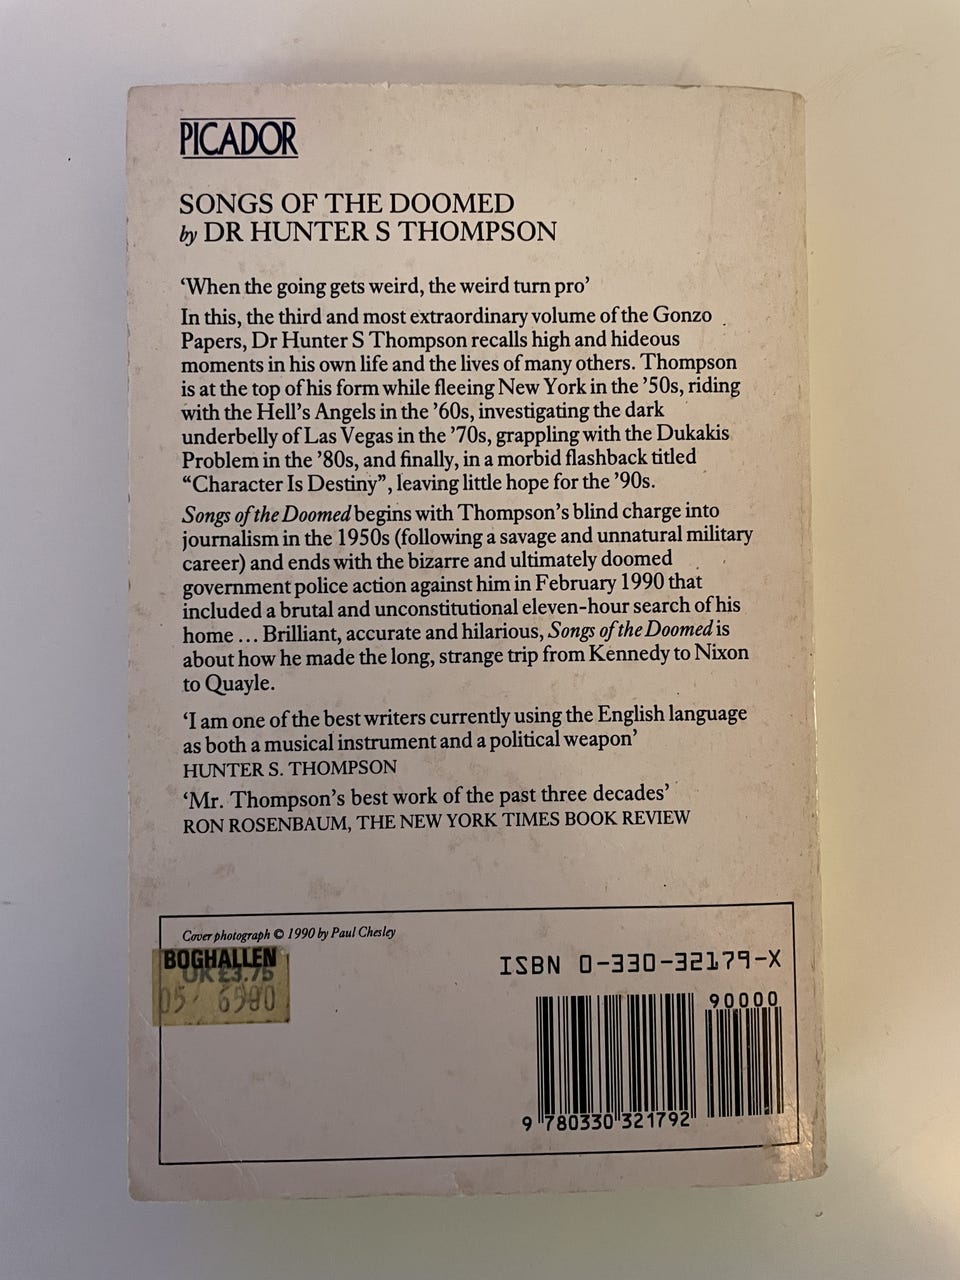 PICADOR
SONGS OF THE DOOMED
by DR HUNTER S THOMPSON
‘When the going gets weird, the weird turn pro’
In this, the third and most extraordinary volume of the Gonzo
Papers, Dr Hunter S Thompson recalls high and hideous
moments in his own life and the lives of many others. Thompson
is at the top of his form while fleeing New York in the ’50s, riding
with the Hell’s Angels in the ’60s, investigating the dark
underbelly of Las Vegas in the ’70s, grappling with the Dukakis
Problem in the ’80s, and finally, in a morbid flashback titled
“Character Is Destiny”, leaving little hope for the ’90s.
Songs of the Doomed begins with Thompson’s blind charge into
journalism in the 1950s (following a savage and unnatural military
career) and ends with the bizarre and ultimately doomed
government police action against him in February 1990 that
included a brutal and unconstitutional eleven-hour search of his
home ... Brilliant, accurate and hilarious, Songs of the Doomed is
about how he made the long, strange trip from Kennedy to Nixon
to Quayle.
‘I am one of the best writers currently using the English language
as both a musical instrument and a political weapon’
HUNTER S. THOMPSON
‘Mr. Thompson’s best work of the past three decades’
RON ROSENBAUM, THE NEW YORK TIMES BOOK REVIEW
Cover photograph © 1990 by Paul Chesley
BOGHALLEN
UK £3.75
ISBN 0-330-32179-X
90000
9 780330 321792